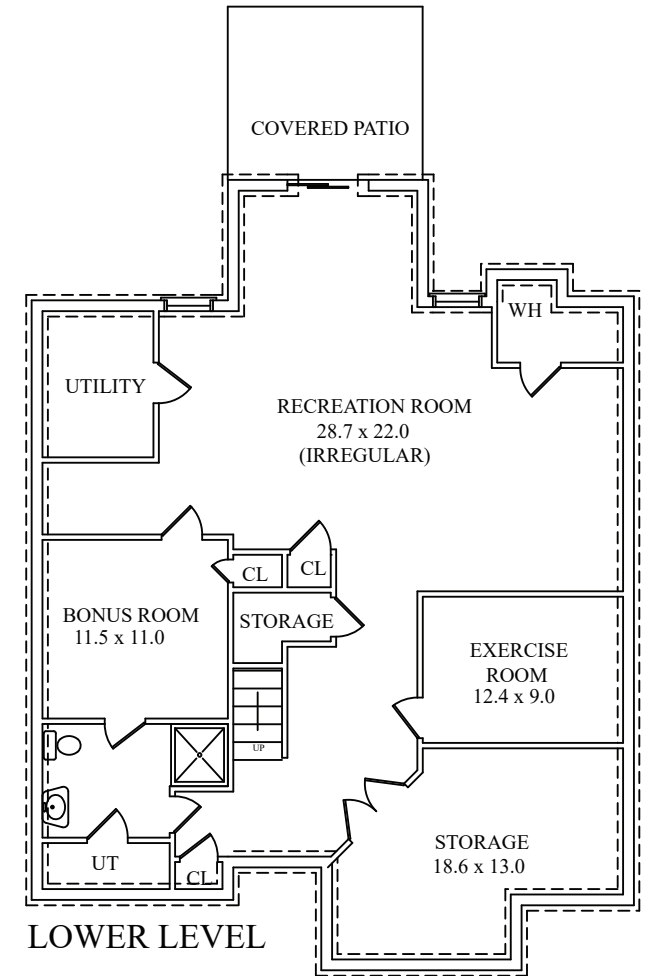 COVERED PATIO
WH
UTILITY
RECREATION ROOM
28.7 x 22.0
(IRREGULAR)
CL
CL
BONUS ROOM
11.5 x 11.0
STORAGE
EXERCISE
ROOM
12.4 x 9.0
UP
UT
CL
STORAGE
18.6 x 13.0
LOWER LEVEL